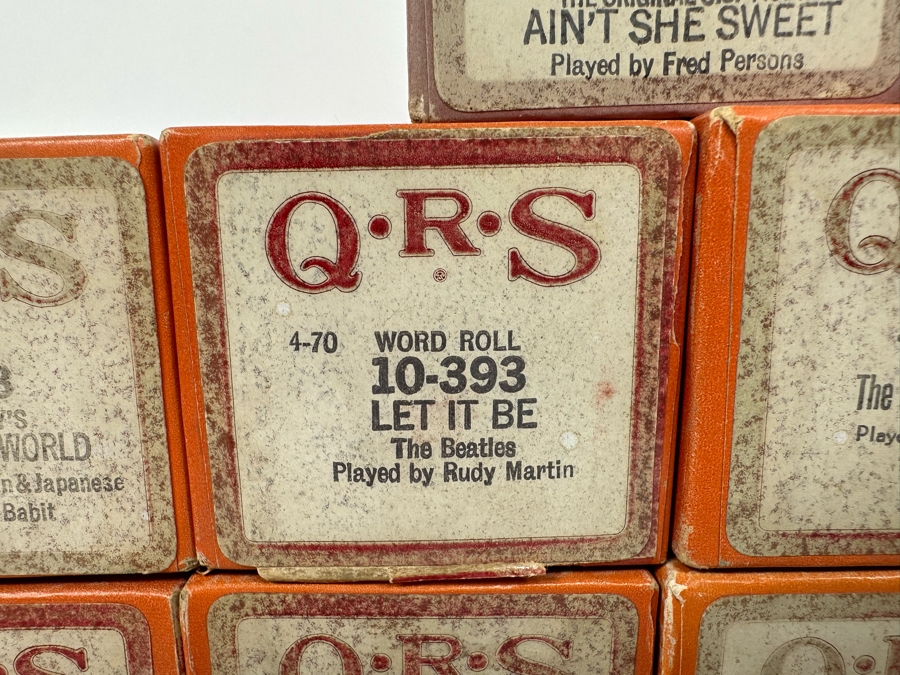 AIN'T SHE SWEET
Played by Fred Persons
Q·R·S
4-70 WORD ROLL
10-393
LET IT BE
The Beatles
Played by Rudy Martin
S
WORLD
& Japanese
Babit
Q
The
Q·R·S
S
Q